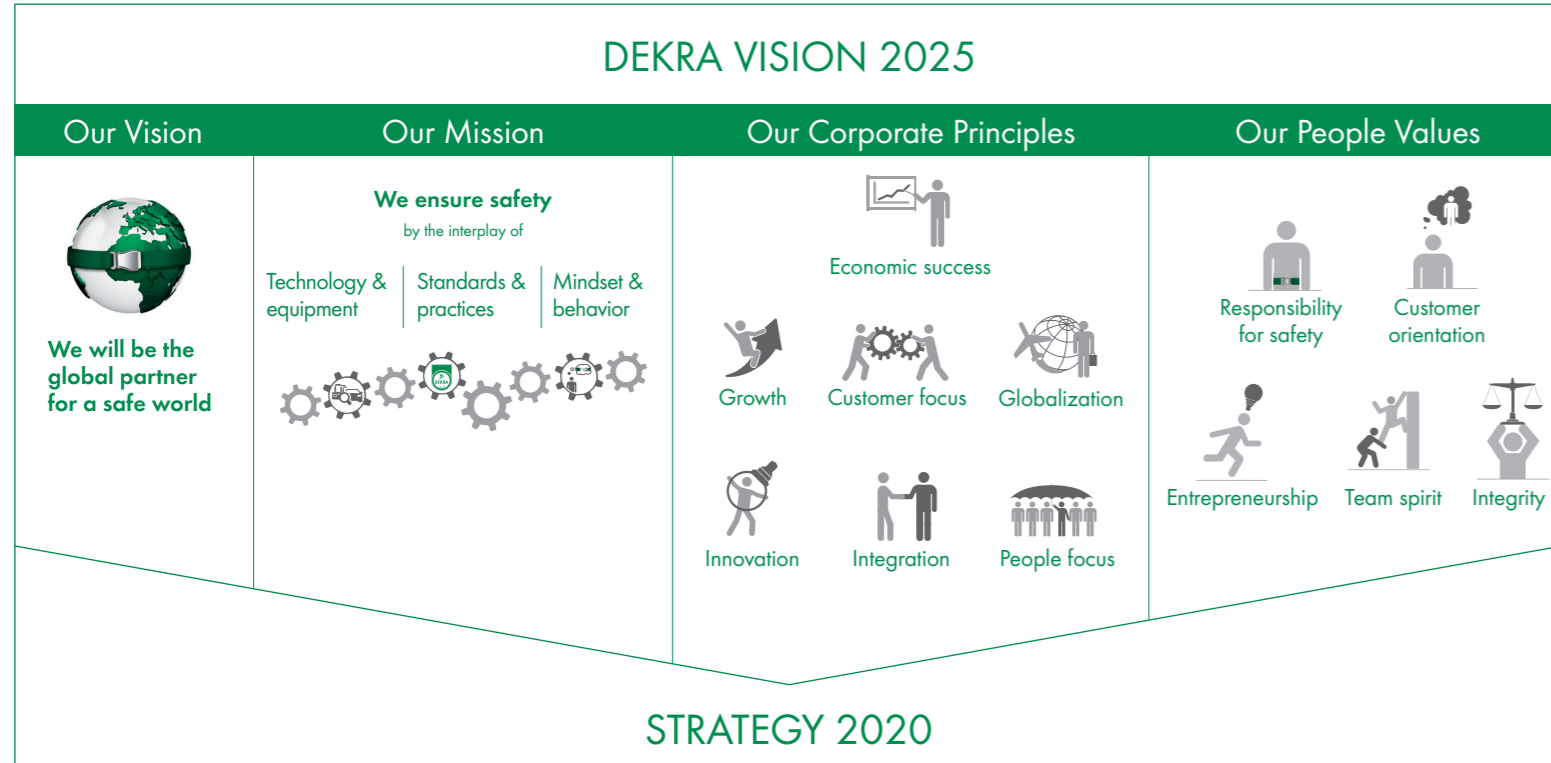 DEKRA VISION 2025
Our Vision
Our Mission
Our Corporate Principles
Our People Values
We will be the
global partner
for a safe world
We ensure safety
by the interplay of
Technology &
equipment
Standards &
practices
Mindset &
behavior
DEKRA
Economic success
Growth
Customer focus
Globalization
Innovation
Integration
People focus
Responsibility
for safety
Customer
orientation
Entrepreneurship
Team spirit
Integrity
STRATEGY 2020